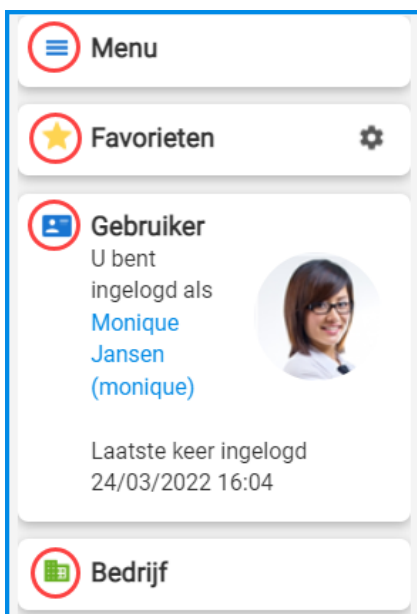 Menu
Favorieten
Gebruiker
U bent
ingelogd als
Monique
Jansen
(monique)
Laatste keer ingelogd
24/03/2022 16:04
Bedrijf